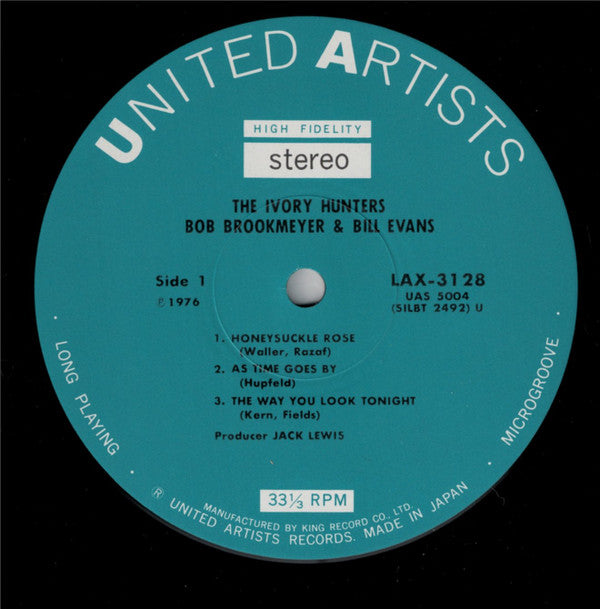 UNITED ARTISTS
HIGH FIDELITY
stereo
THE IVORY HUNTERS
BOB BROOKMEYER & BILL EVANS
Side 1
℗ 1976
LAX-3128
UAS 5004
(SILBT 2492) U
1. HONEYSUCKLE ROSE
(Waller, Razaf)
2. AS TIME GOES BY
(Hupfeld)
3. THE WAY YOU LOOK TONIGHT
(Kern, Fields)
Producer JACK LEWIS
· LONG PLAYING ·
· MICROGROOVE ·
33⅓ RPM
MANUFACTURED BY KING RECORD CO., LTD.
® UNITED ARTISTS RECORDS. MADE IN JAPAN